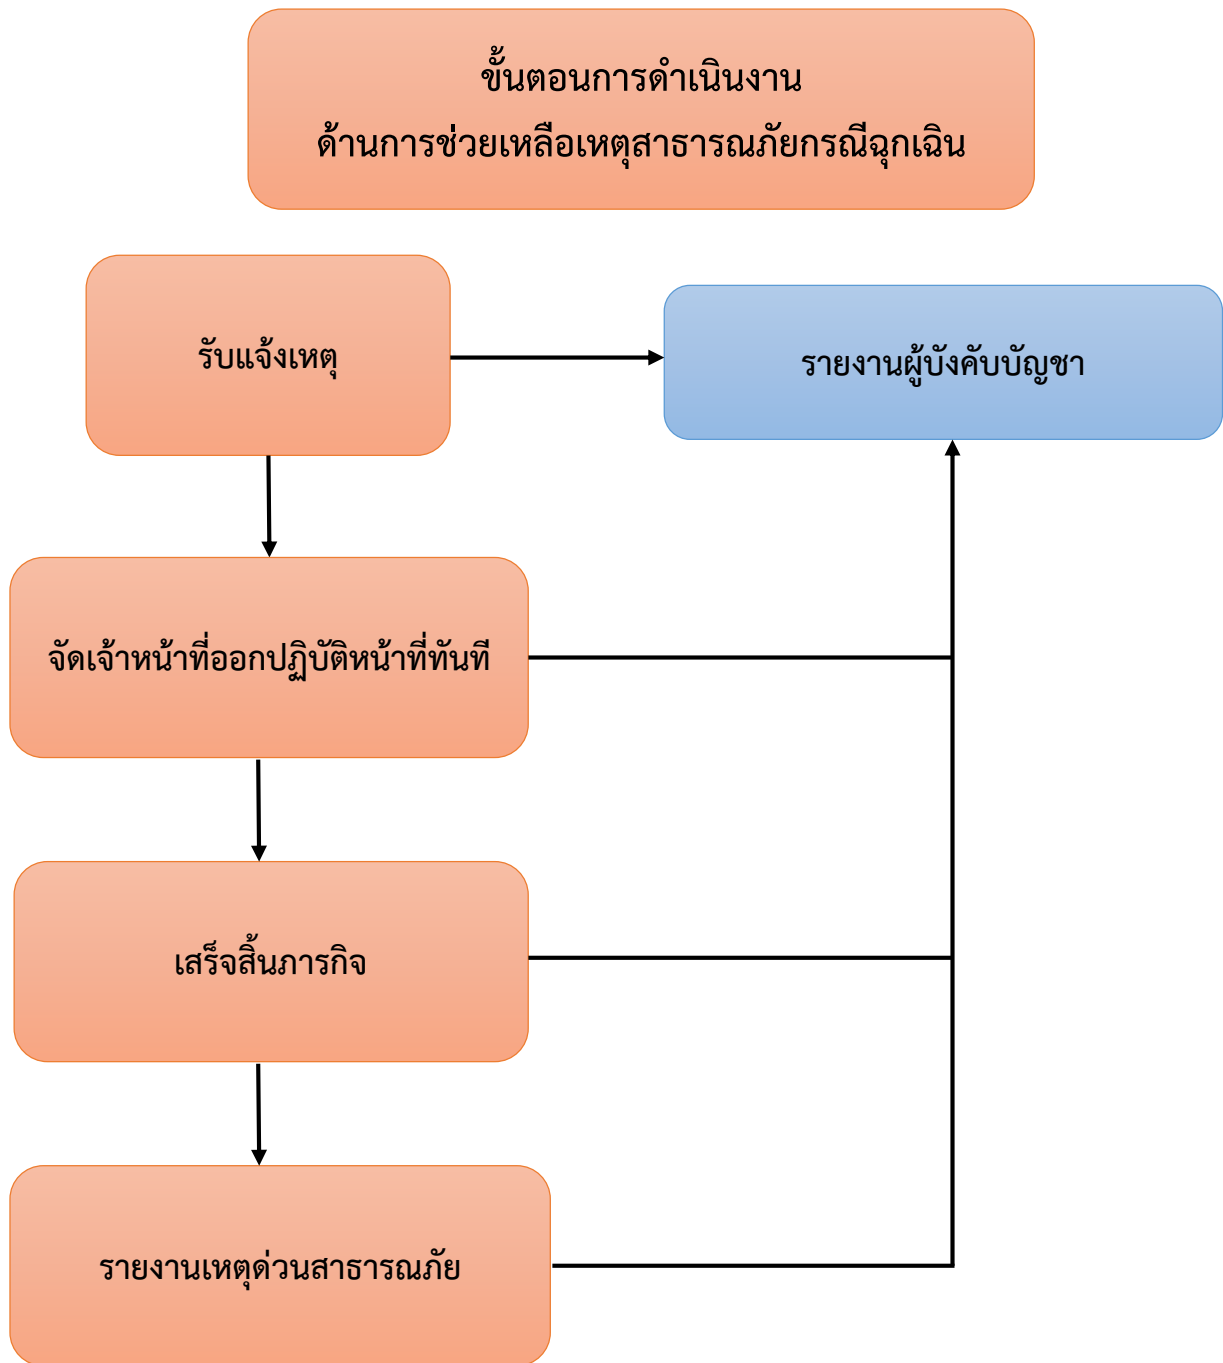 ขั้นตอนการดำเนินงาน
ด้านการช่วยเหลือเหตุสาธารณภัยกรณีฉุกเฉิน
รับแจ้งเหตุ
รายงานผู้บังคับบัญชา
จัดเจ้าหน้าที่ออกปฏิบัติหน้าที่ทันที
เสร็จสิ้นภารกิจ
รายงานเหตุด่วนสาธารณภัย